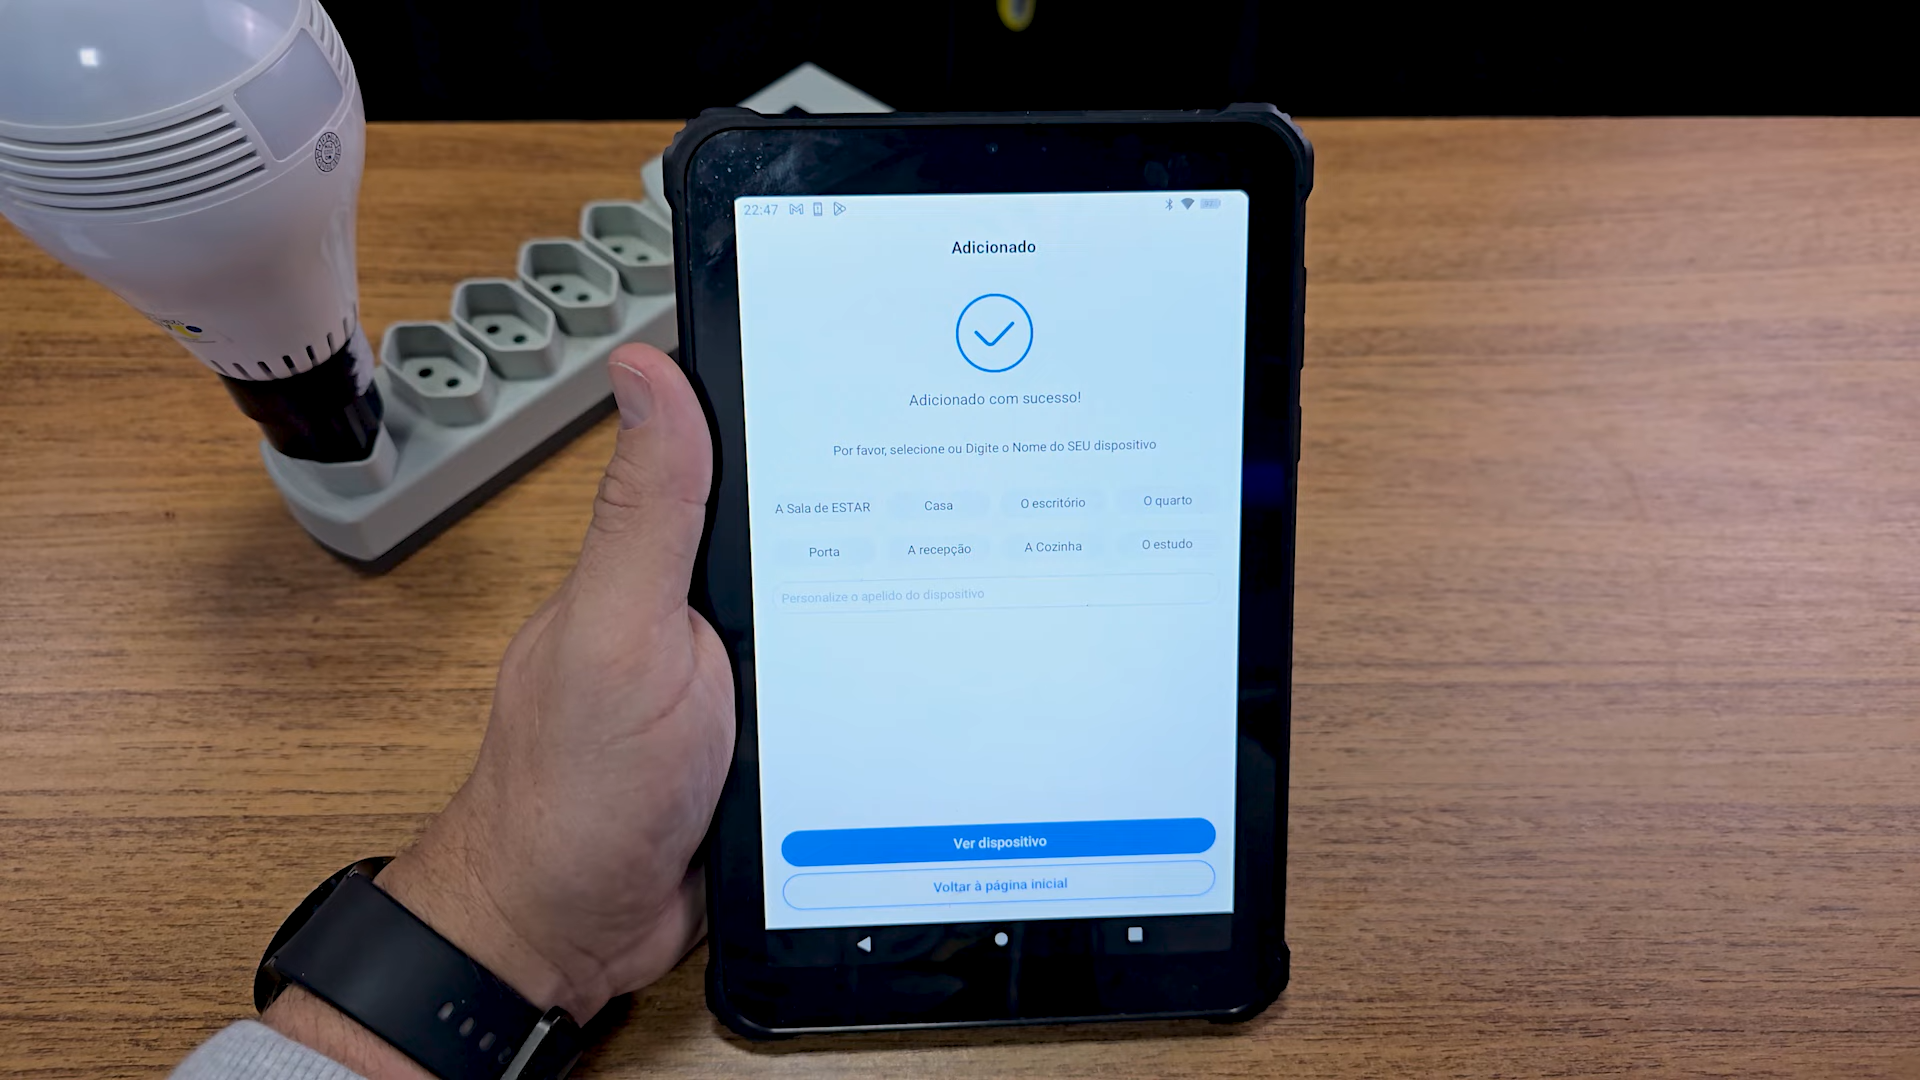 22:47
Adicionado
Adicionado com sucesso!
Por favor, selecione ou Digite o Nome do SEU dispositivo
A Sala de ESTAR Casa O escritório O quarto
Porta A recepção A Cozinha O estudo
Personalize o apelido do dispositivo
Ver dispositivo
Voltar à página inicial